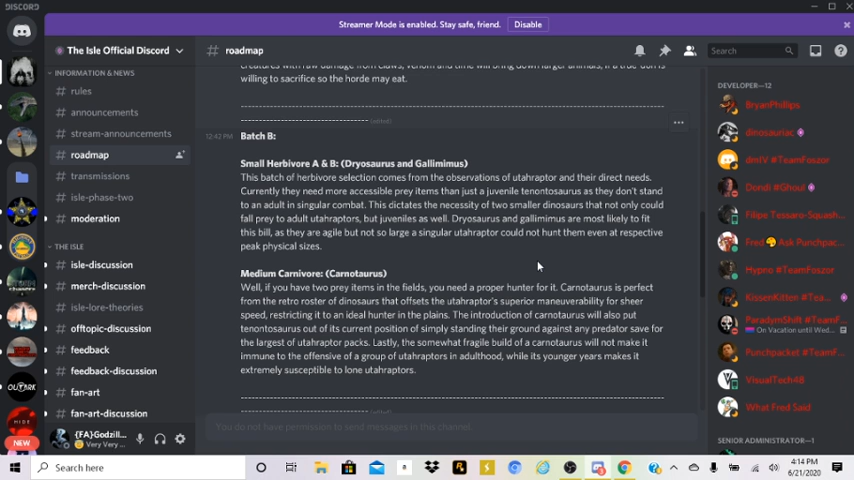 DISCORD
Streamer Mode is enabled. Stay safe, friend. Disable
The Isle Official Discord
# roadmap
Search
INFORMATION & NEWS
# rules
# announcements
# stream-announcements
# roadmap
# transmissions
# isle-phase-two
# moderation
THE ISLE
# isle-discussion
# merch-discussion
# isle-lore-theories
# offtopic-discussion
# feedback
# feedback-discussion
# fan-art
# fan-art-discussion
NEW
{FA}Godzill...
Very Very ...
creatures with raw damage from claws, venom and time will bring down larger animals, if a true don is
willing to sacrifice so the horde may eat.
(edited)
12:42 PM Batch B:
Small Herbivore A & B: (Dryosaurus and Gallimimus)
This batch of herbivore selection comes from the observations of utahraptor and their direct needs.
Currently they need more accessible prey items than just a juvenile tenontosaurus as they don't stand
to an adult in singular combat. This dictates the necessity of two smaller dinosaurs that not only could
fall prey to adult utahraptors, but juveniles as well. Dryosaurus and gallimimus are most likely to fit
this bill, as they are agile but not so large a singular utahraptor could not hunt them even at respective
peak physical sizes.
Medium Carnivore: (Carnotaurus)
Well, if you have two prey items in the fields, you need a proper hunter for it. Carnotaurus is perfect
from the retro roster of dinosaurs that offsets the utahraptor's superior maneuverability for sheer
speed, restricting it to an ideal hunter in the plains. The introduction of carnotaurus will also put
tenontosaurus out of its current position of simply standing their ground against any predator save for
the largest of utahraptor packs. Lastly, the somewhat fragile build of a carnotaurus will not make it
immune to the offensive of a group of utahraptors in adulthood, while its younger years makes it
extremely susceptible to lone utahraptors.
(edited)
You do not have permission to send messages in this channel.
DEVELOPER—12
BryanPhillips
dinosauriac
dmIV #TeamFoszor
Dondi #Ghoul
Filipe Tessaro-Squash...
Fred Ask Punchpac...
Hypno #TeamFoszor
KissenKitten #Tea...
ParadymShift #TeamF...
On Vacation until Wed...
Punchpacket #TeamF...
VisualTech48
What Fred Said
SENIOR ADMINISTRATOR—1
Search here
4:14 PM
6/21/2020